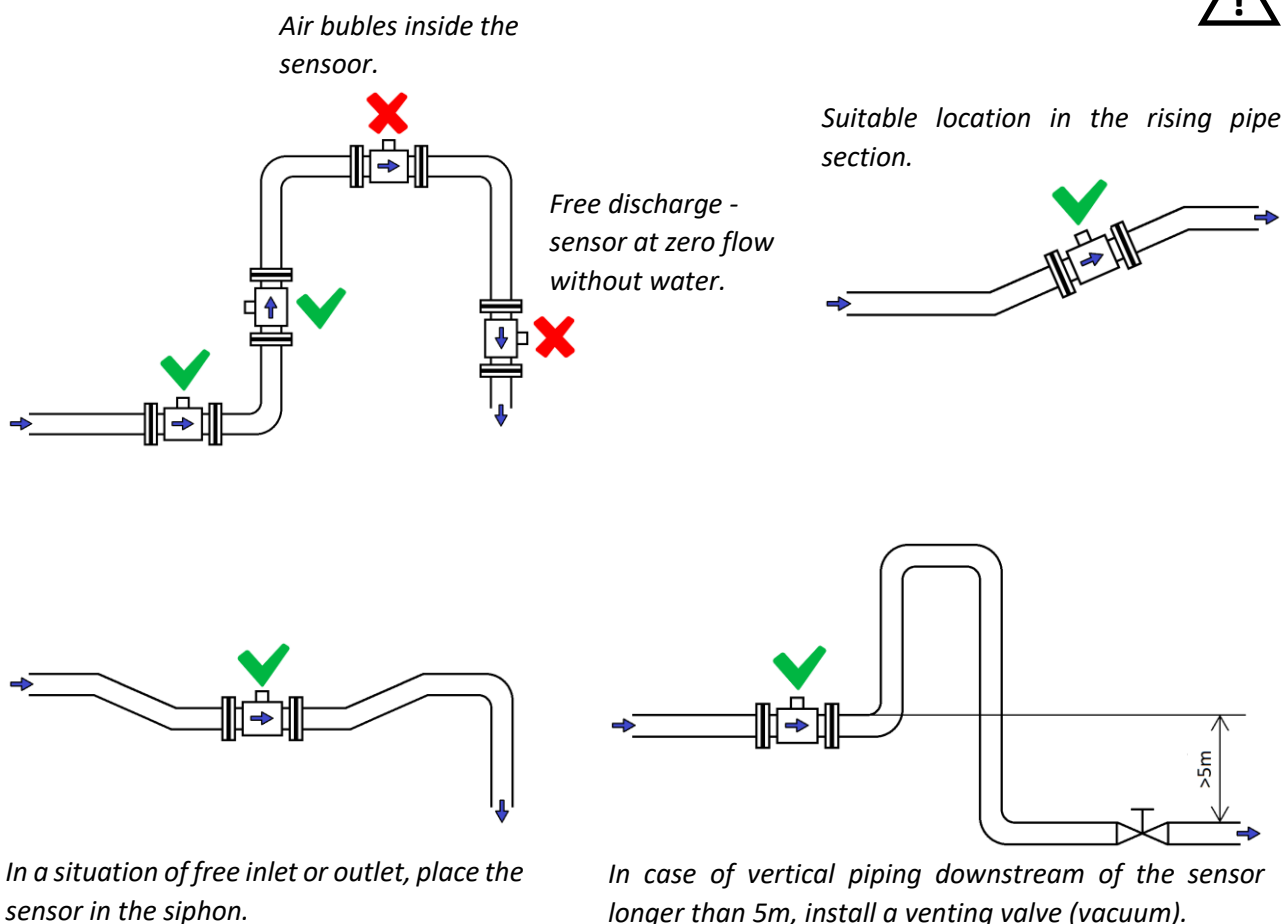 Air bubles inside the
sensoor.
!
Suitable location in the rising pipe
section.
Free discharge -
sensor at zero flow
without water.
>5m
In a situation of free inlet or outlet, place the
sensor in the siphon.
In case of vertical piping downstream of the sensor
longer than 5m, install a venting valve (vacuum).